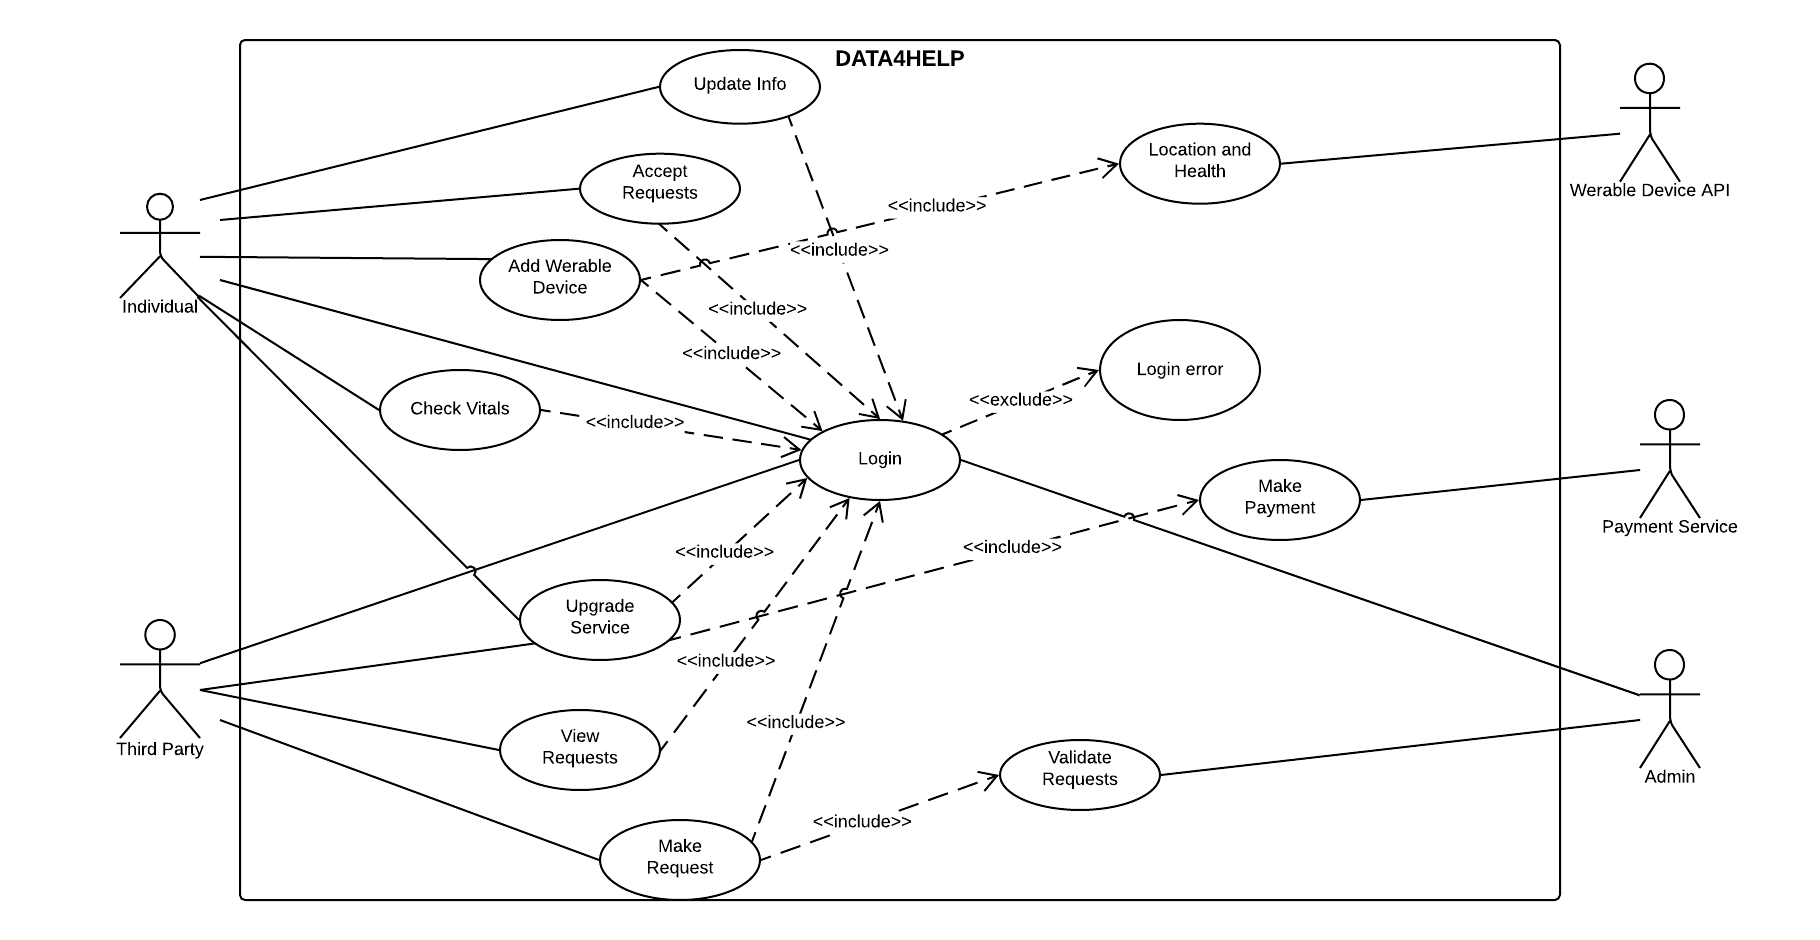 DATA4HELP
Update Info
Accept
Requests
Location and
Health
Werable Device API
<<include>>
<<include>>
Add Werable
Device
Individual
<<include>>
<<include>>
Login error
<<exclude>>
Check Vitals
<<include>>
Login
Make
Payment
Payment Service
<<include>>
<<include>>
Upgrade
Service
<<include>>
<<include>>
View
Requests
Third Party
Validate
Requests
Admin
<<include>>
Make
Request